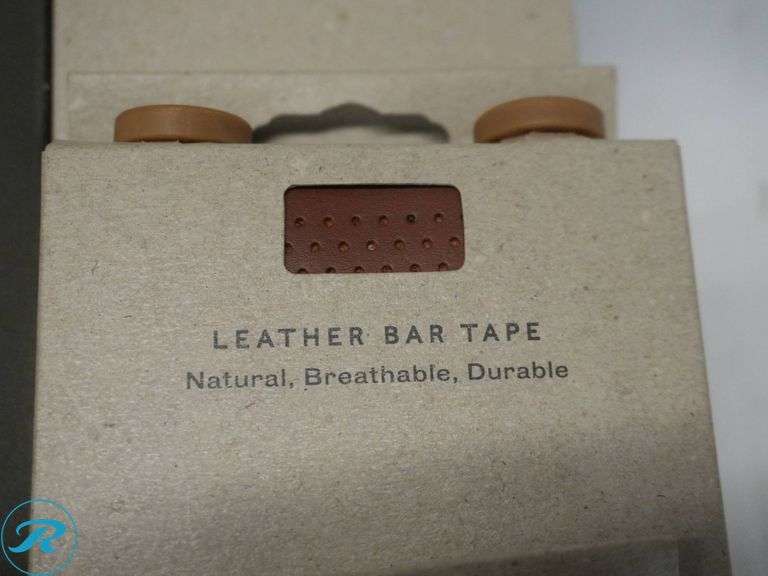 LEATHER BAR TAPE
Natural, Breathable, Durable
R